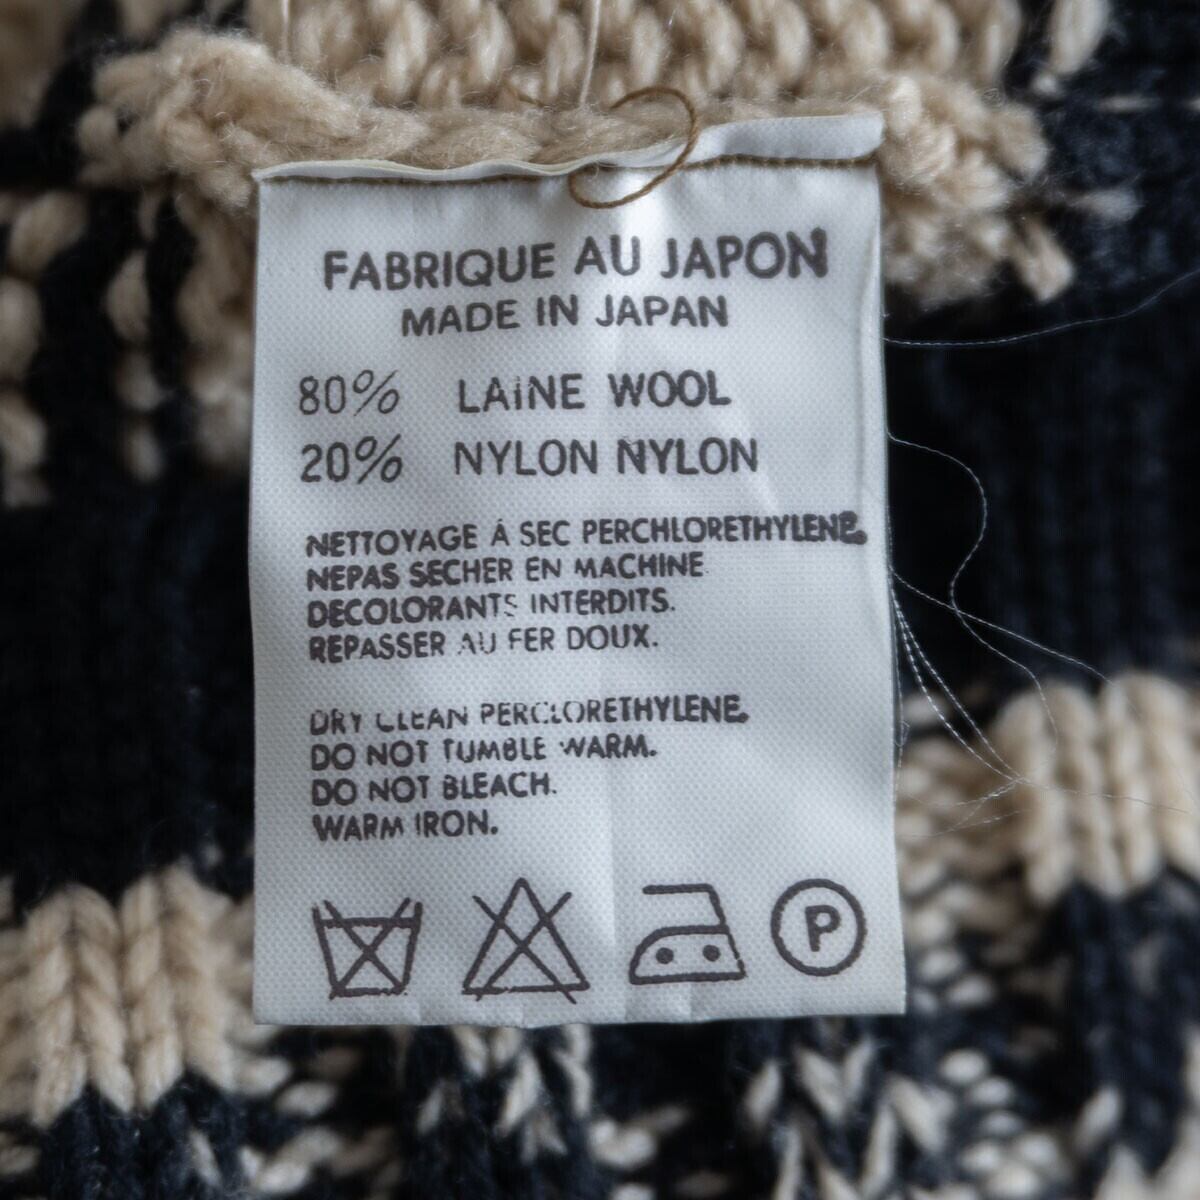 FABRIQUE AU JAPON
MADE IN JAPAN
80% LAINE WOOL
20% NYLON NYLON
NETTOYAGE À SEC PERCHLORETHYLENE.
NEPAS SECHER EN MACHINE
DECOLORANTS INTERDITS.
REPASSER AU FER DOUX.
DRY CLEAN PERCLORETHYLENE.
DO NOT TUMBLE WARM.
DO NOT BLEACH.
WARM IRON.
P